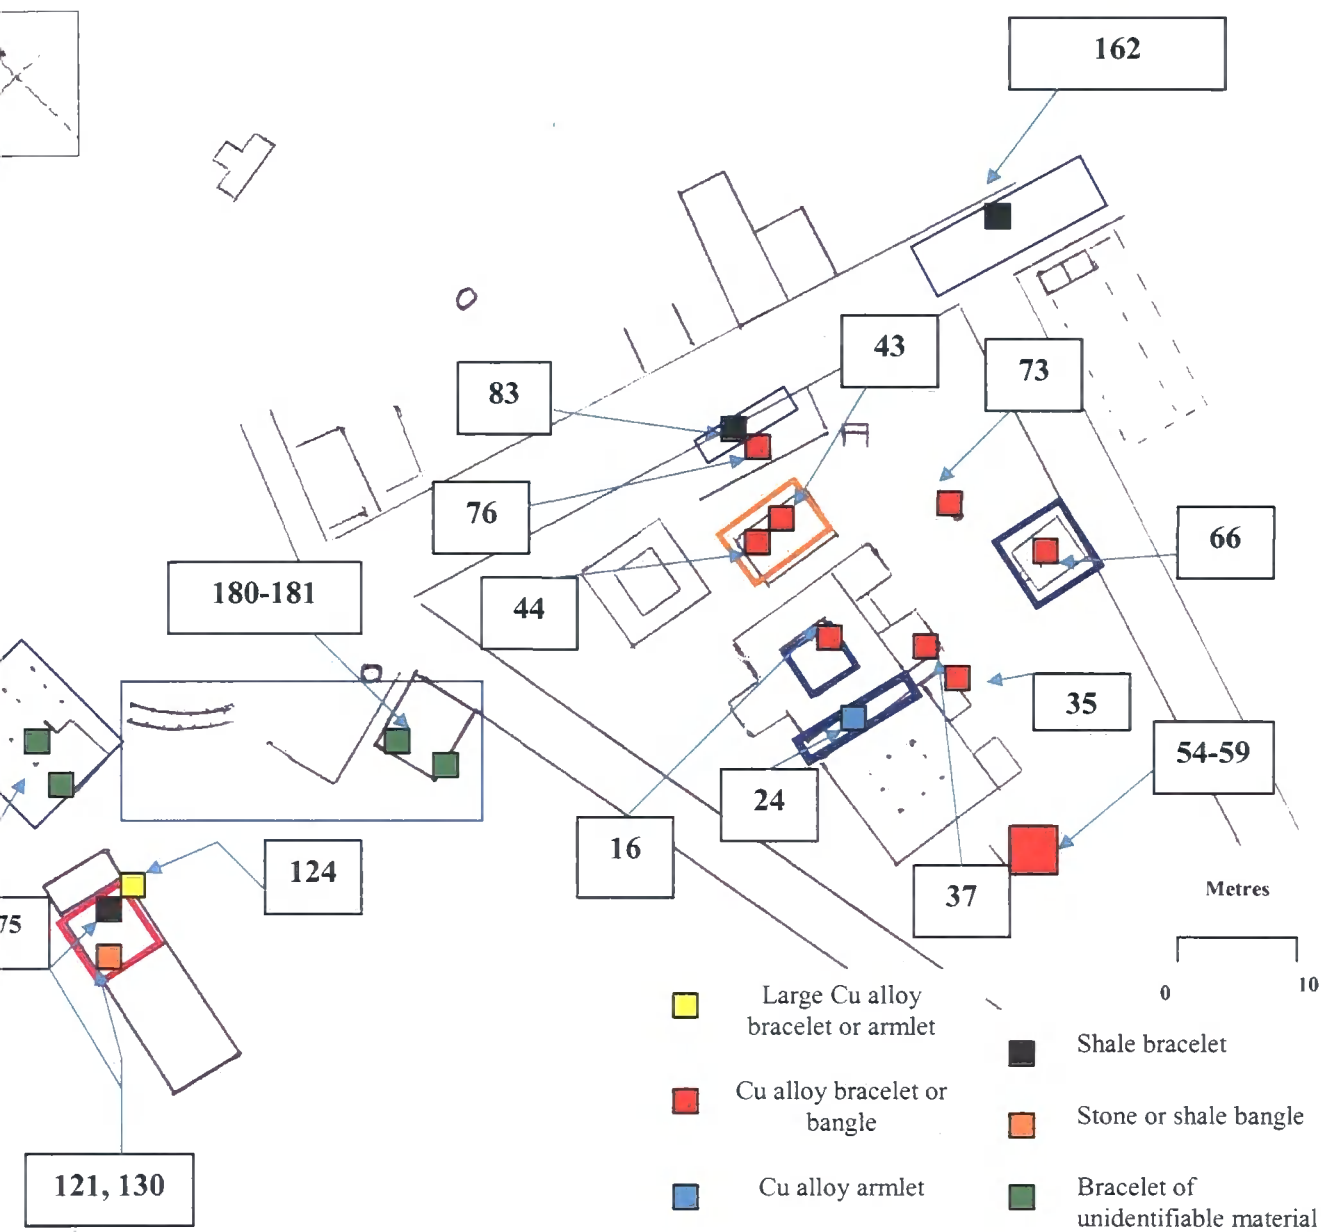 162
43
73
83
76
66
180-181
44
35
54-59
24
16
124
37
75
121, 130
Metres
0
10
Large Cu alloy
bracelet or armlet
Cu alloy bracelet or
bangle
Cu alloy armlet
Shale bracelet
Stone or shale bangle
Bracelet of
unidentifiable material